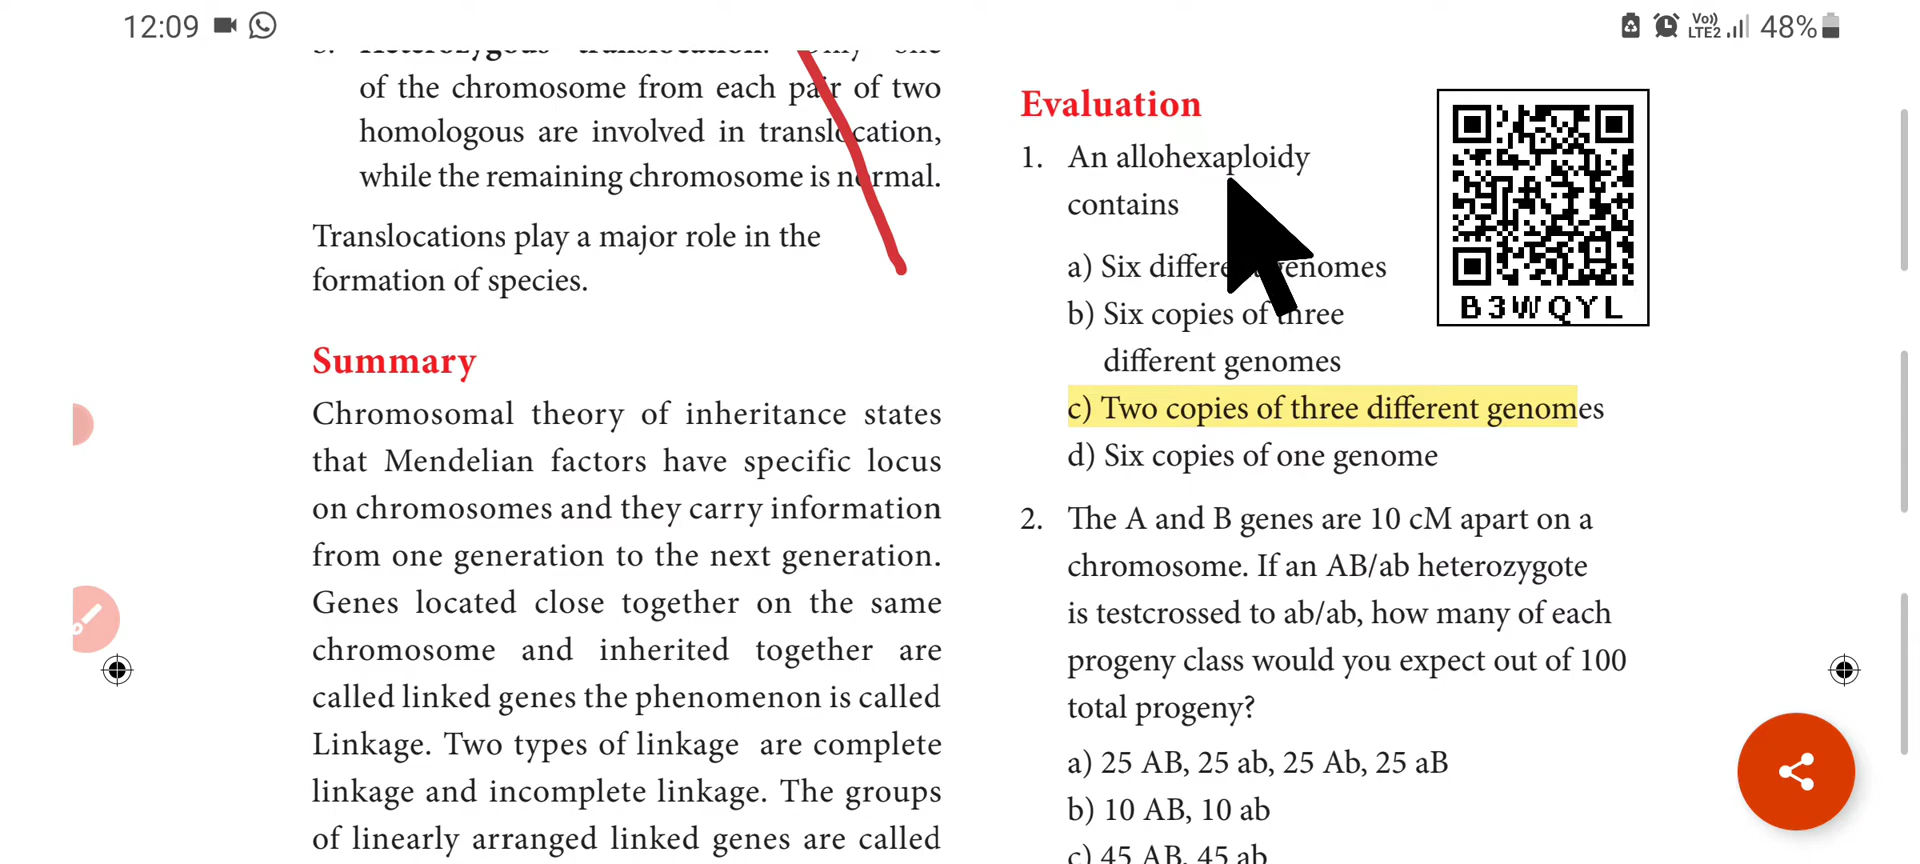 12:09
Vo))
LTE2
48%
of the chromosome from each pair of two
homologous are involved in translocation,
while the remaining chromosome is normal.
Translocations play a major role in the
formation of species.
Summary
Chromosomal theory of inheritance states
that Mendelian factors have specific locus
on chromosomes and they carry information
from one generation to the next generation.
Genes located close together on the same
chromosome and inherited together are
called linked genes the phenomenon is called
Linkage. Two types of linkage are complete
linkage and incomplete linkage. The groups
of linearly arranged linked genes are called
Evaluation
1. An allohexaploidy
contains
a) Six different genomes
b) Six copies of three
different genomes
c) Two copies of three different genomes
d) Six copies of one genome
B3WQYL
2. The A and B genes are 10 cM apart on a
chromosome. If an AB/ab heterozygote
is testcrossed to ab/ab, how many of each
progeny class would you expect out of 100
total progeny?
a) 25 AB, 25 ab, 25 Ab, 25 aB
b) 10 AB, 10 ab
c) 45 AB, 45 ab